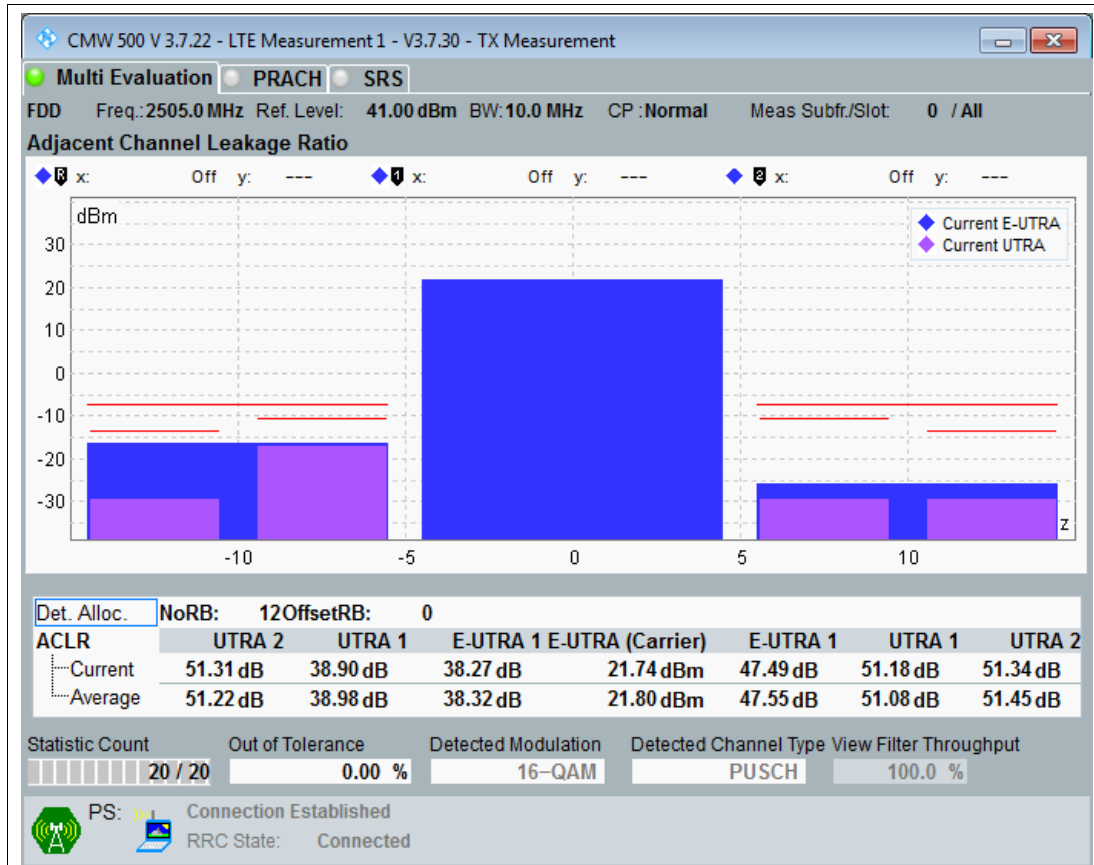 CMW 500 V 3.7.22 - LTE Measurement 1 - V3.7.30 - TX Measurement
Multi Evaluation PRACH SRS
FDD Freq.: 2505.0 MHz Ref. Level: 41.00 dBm BW: 10.0 MHz CP : Normal Meas Subfr./Slot: 0 / All
Adjacent Channel Leakage Ratio
R x: Off y: --- 1 x: Off y: --- 2 x: Off y: ---
dBm
Current E-UTRA
Current UTRA
30
20
10
0
-10
-20
-30
z
-10 -5 0 5 10
Det. Alloc. NoRB: 12 OffsetRB: 0
ACLR UTRA 2 UTRA 1 E-UTRA 1 E-UTRA (Carrier) E-UTRA 1 UTRA 1 UTRA 2
Current 51.31 dB 38.90 dB 38.27 dB 21.74 dBm 47.49 dB 51.18 dB 51.34 dB
Average 51.22 dB 38.98 dB 38.32 dB 21.80 dBm 47.55 dB 51.08 dB 51.45 dB
Statistic Count Out of Tolerance Detected Modulation Detected Channel Type View Filter Throughput
20 / 20 0.00 % 16-QAM PUSCH 100.0 %
PS: Connection Established
RRC State: Connected